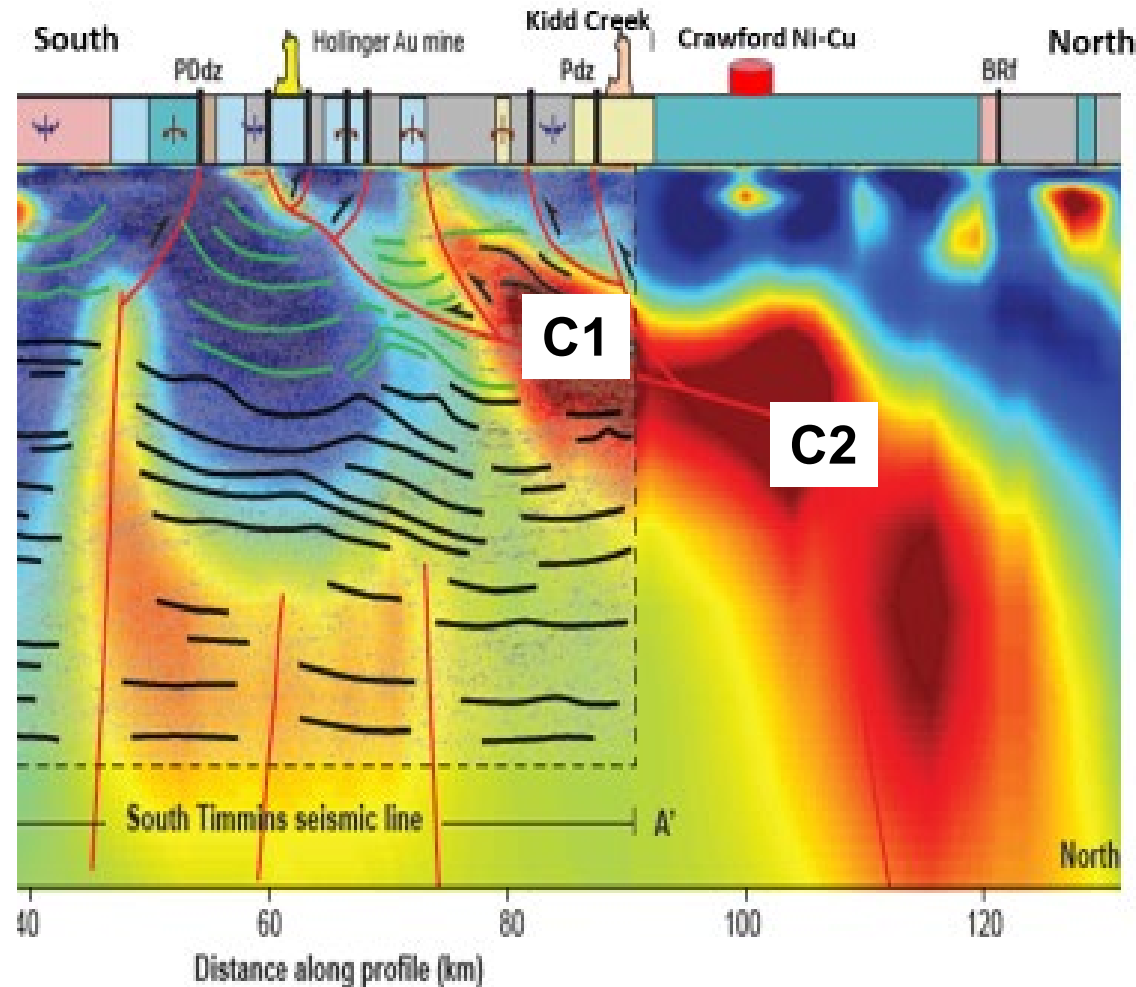 South
Hollinger Au mine
Kidd Creek
Crawford Ni-Cu
North
PDdz
Pdz
BRf
C1
C2
South Timmins seismic line
A'
North
40
60
80
100
120
Distance along profile (km)